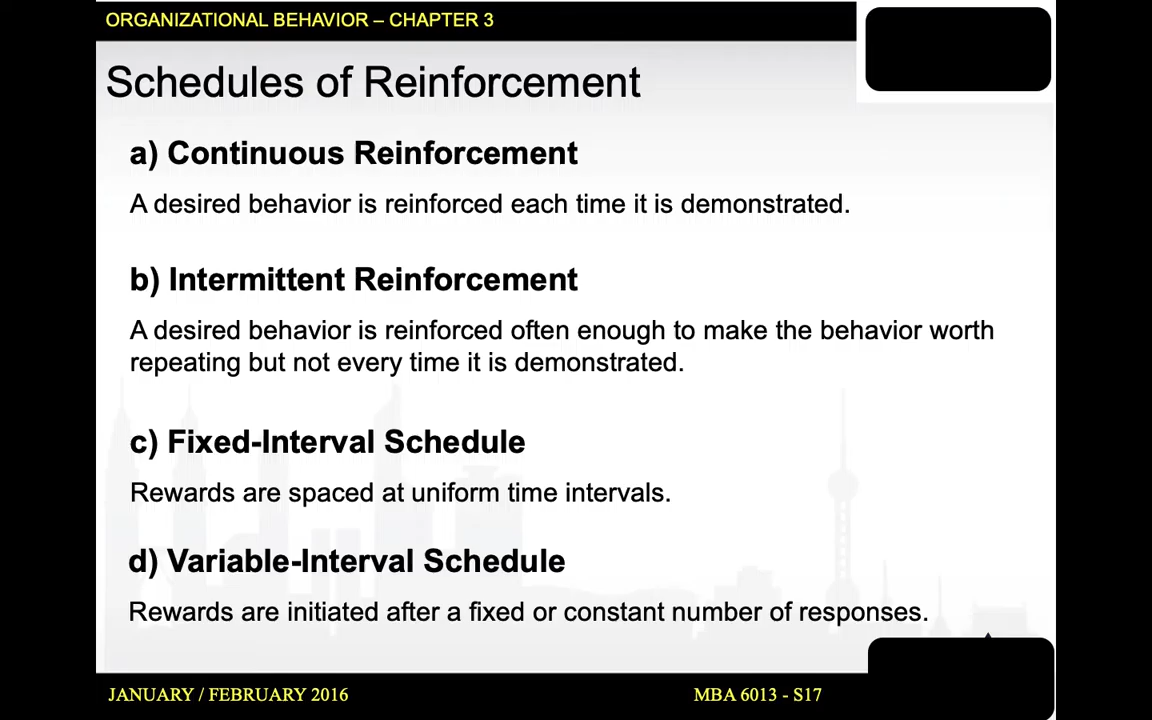 ORGANIZATIONAL BEHAVIOR – CHAPTER 3
Schedules of Reinforcement
a) Continuous Reinforcement
A desired behavior is reinforced each time it is demonstrated.
b) Intermittent Reinforcement
A desired behavior is reinforced often enough to make the behavior worth
repeating but not every time it is demonstrated.
c) Fixed-Interval Schedule
Rewards are spaced at uniform time intervals.
d) Variable-Interval Schedule
Rewards are initiated after a fixed or constant number of responses.
JANUARY / FEBRUARY 2016
MBA 6013 - S17